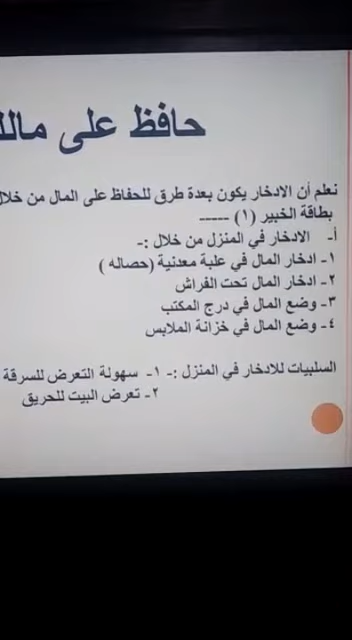 حافظ على
نعلم أن الادخار يكون بعدة طرق للحفاظ على المال من خلال
بطاقة الخبير (١) -----
أ- الادخار في المنزل من خلال :-
١- ادخار المال في علبة معدنية (حصاله )
٢- ادخار المال تحت الفراش
٣- وضع المال في درج المكتب
٤- وضع المال في خزانة الملابس
السلبيات للادخار في المنزل :- ١- سهولة التعرض للسرقة
٢- تعرض البيت للحريق